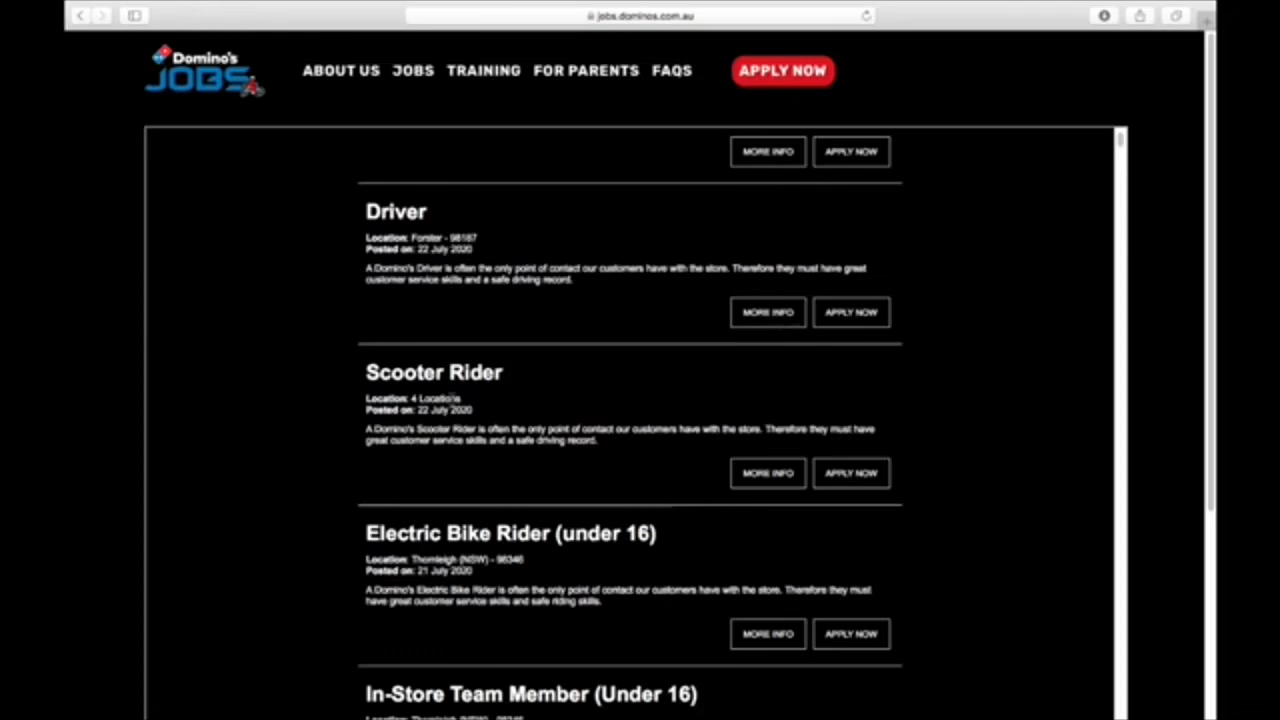 jobs.dominos.com.au
Domino's
JOBS
ABOUT US JOBS TRAINING FOR PARENTS FAQS APPLY NOW
MORE INFO APPLY NOW
Driver
Location: Forster - 98187
Posted on: 22 July 2020
A Domino's Driver is often the only point of contact our customers have with the store. Therefore they must have great
customer service skills and a safe driving record.
MORE INFO APPLY NOW
Scooter Rider
Location: 4 Locations
Posted on: 22 July 2020
A Domino's Scooter Rider is often the only point of contact our customers have with the store. Therefore they must have
great customer service skills and a safe driving record.
MORE INFO APPLY NOW
Electric Bike Rider (under 16)
Location: Thornleigh (NSW) - 98346
Posted on: 21 July 2020
A Domino's Electric Bike Rider is often the only point of contact our customers have with the store. Therefore they must
have great customer service skills and safe riding skills.
MORE INFO APPLY NOW
In-Store Team Member (Under 16)